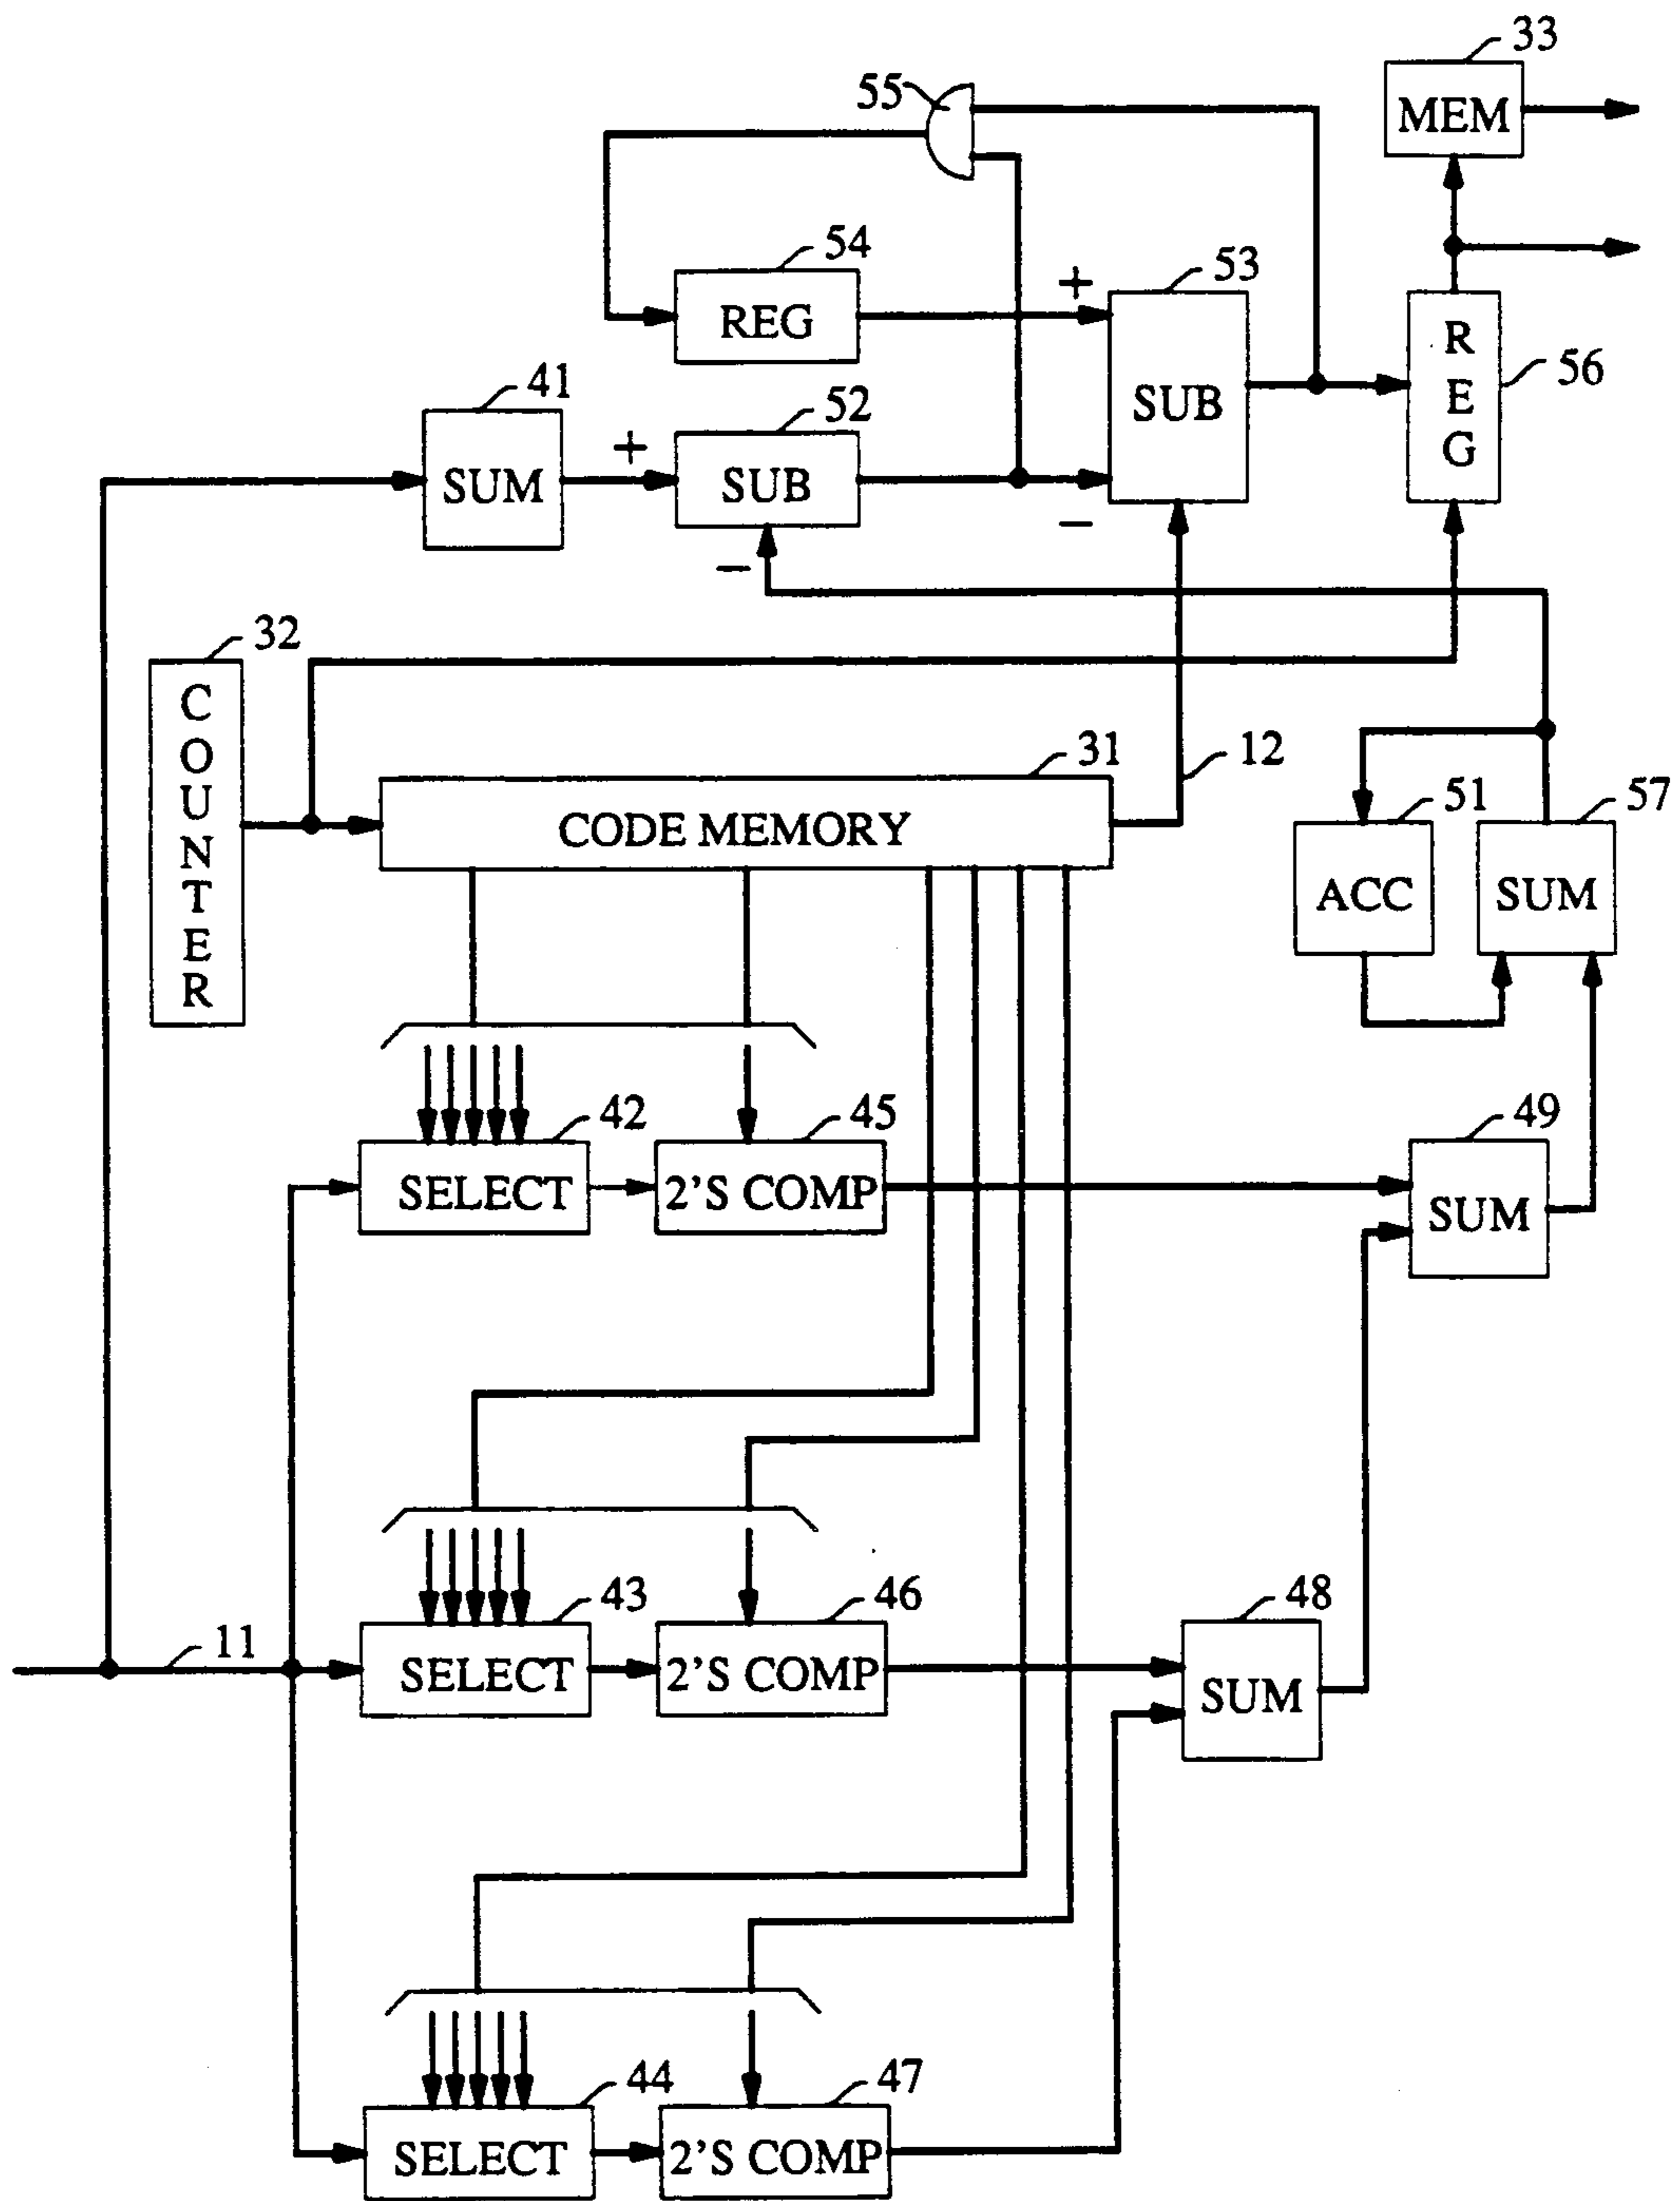 33
MEM
55
54
REG
+
53
SUB
R
E
G
56
41
SUM
+
52
SUB
−
−
32
C
O
U
N
T
E
R
31
CODE MEMORY
12
51
ACC
57
SUM
42
SELECT
45
2'S COMP
49
SUM
11
43
SELECT
46
2'S COMP
48
SUM
44
SELECT
47
2'S COMP